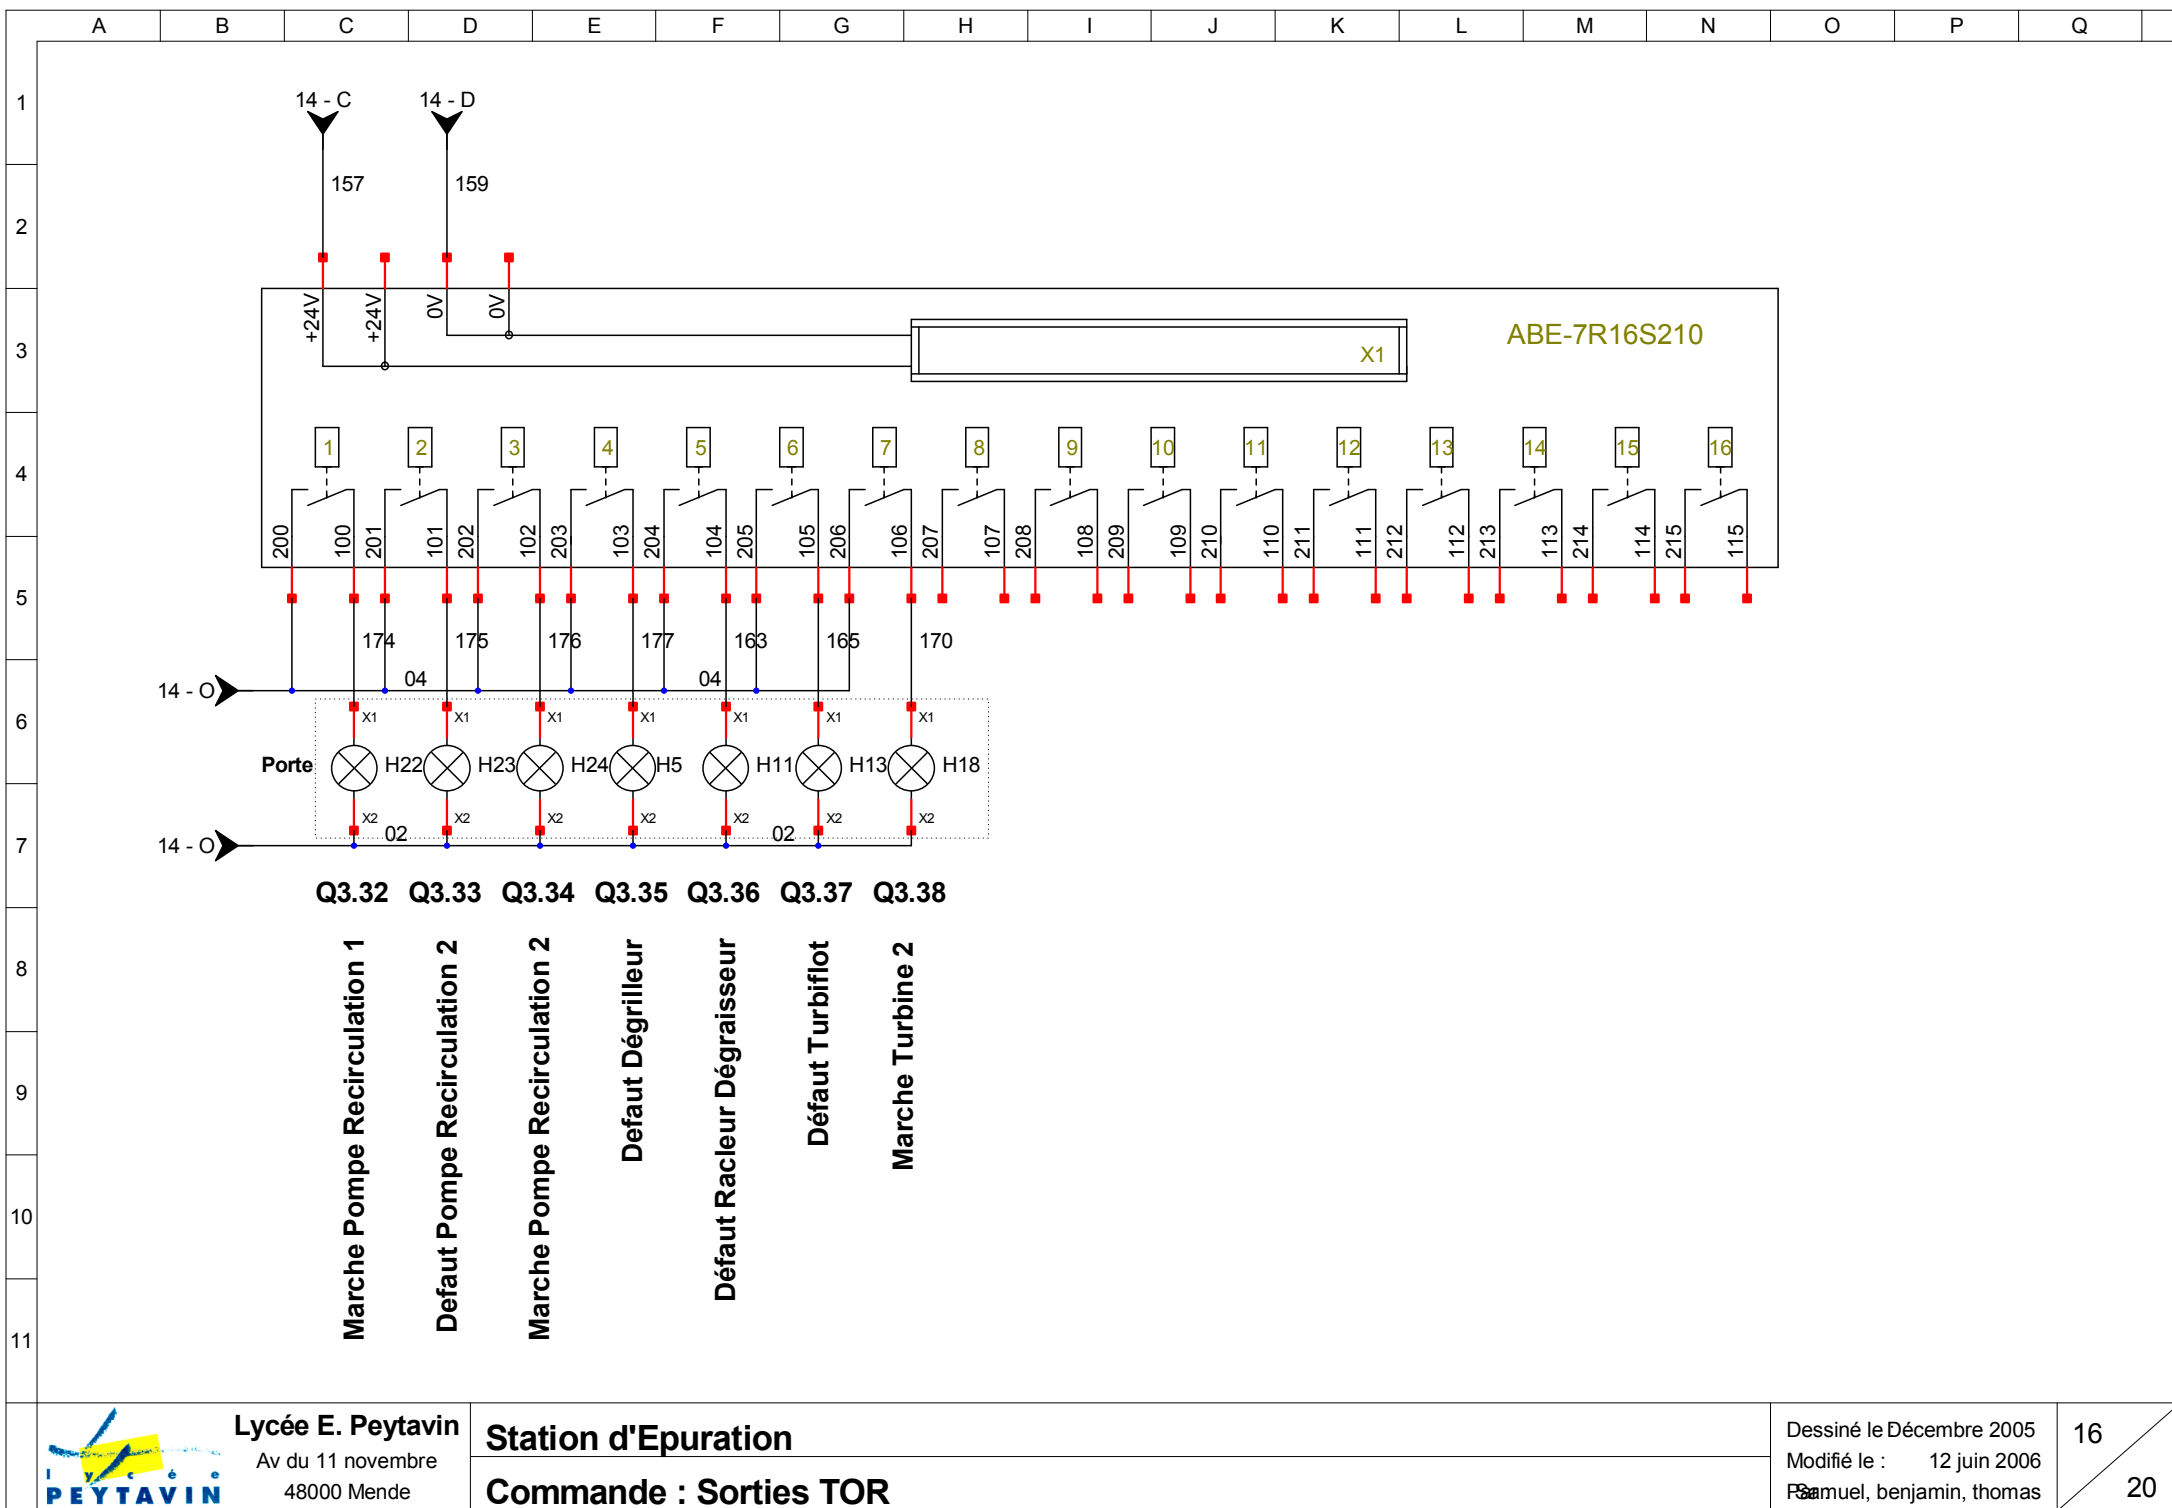 A B C D E F G H I J K L M N O P Q
1
14 - C 14 - D
157 159
2
+24V +24V 0V 0V
3
X1
ABE-7R16S210
1 2 3 4 5 6 7 8 9 10 11 12 13 14 15 16
4
200 100 201 101 202 102 203 103 204 104 205 105 206 106 207 107 208 108 209 109 210 110 211 111 212 112 213 113 214 114 215 115
5
174 175 176 177 163 165 170
14 - O 04 04
6
X1 X1 X1 X1 X1 X1 X1
Porte H22 H23 H24 H5 H11 H13 H18
X2 X2 X2 X2 X2 X2 X2
02 02
7
14 - O
Q3.32 Q3.33 Q3.34 Q3.35 Q3.36 Q3.37 Q3.38
Marche Pompe Recirculation 1
Defaut Pompe Recirculation 2
Marche Pompe Recirculation 2
Defaut Dégrilleur
Défaut Racleur Dégraisseur
Défaut Turbiflot
Marche Turbine 2
8
9
10
11
lycée
PEYTAVIN
Lycée E. Peytavin
Av du 11 novembre
48000 Mende
Station d'Epuration
Commande : Sorties TOR
Dessiné le Décembre 2005
Modifié le : 12 juin 2006
Par Samuel, benjamin, thomas
16
20